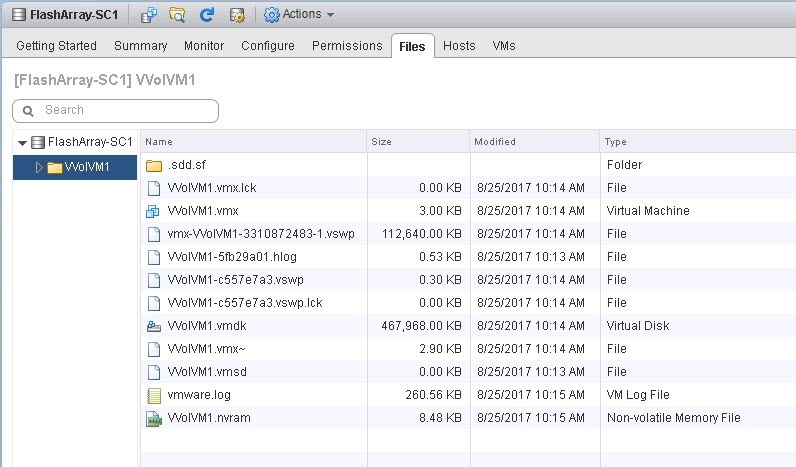 FlashArray-SC1 Actions
Getting Started Summary Monitor Configure Permissions Files Hosts VMs
[FlashArray-SC1] VVolVM1
Search
FlashArray-SC1
VVolVM1
Name Size Modified Type
.sdd.sf Folder
VVolVM1.vmx.lck 0.00 KB 8/25/2017 10:14 AM File
VVolVM1.vmx 3.00 KB 8/25/2017 10:14 AM Virtual Machine
vmx-VVolVM1-3310872483-1.vswp 112,640.00 KB 8/25/2017 10:14 AM File
VVolVM1-5fb29a01.hlog 0.53 KB 8/25/2017 10:13 AM File
VVolVM1-c557e7a3.vswp 0.30 KB 8/25/2017 10:14 AM File
VVolVM1-c557e7a3.vswp.lck 0.00 KB 8/25/2017 10:14 AM File
VVolVM1.vmdk 467,968.00 KB 8/25/2017 10:14 AM Virtual Disk
VVolVM1.vmx~ 2.90 KB 8/25/2017 10:14 AM File
VVolVM1.vmsd 0.00 KB 8/25/2017 10:13 AM File
vmware.log 260.56 KB 8/25/2017 10:15 AM VM Log File
VVolVM1.nvram 8.48 KB 8/25/2017 10:15 AM Non-volatile Memory File